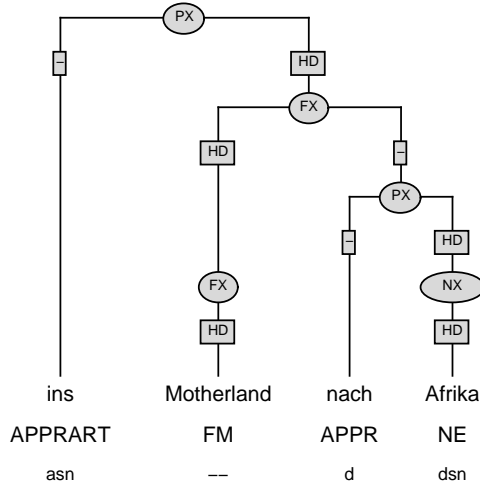 PX
– HD
FX
HD –
PX
– HD
FX NX
HD HD
ins Motherland nach Afrika
APPRART FM APPR NE
asn –– d dsn